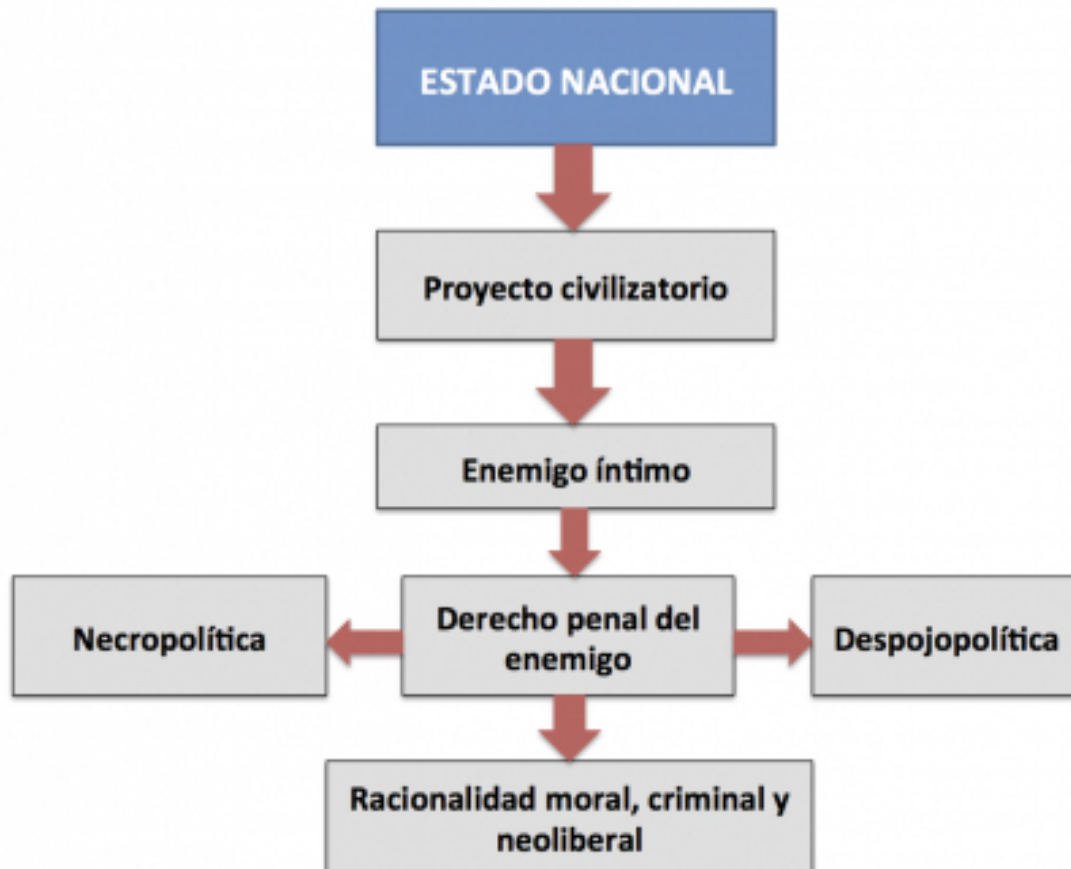 ESTADO NACIONAL
Proyecto civilizatorio
Enemigo íntimo
Necropolítica
Derecho penal del
enemigo
Despojopolítica
Racionalidad moral, criminal y
neoliberal